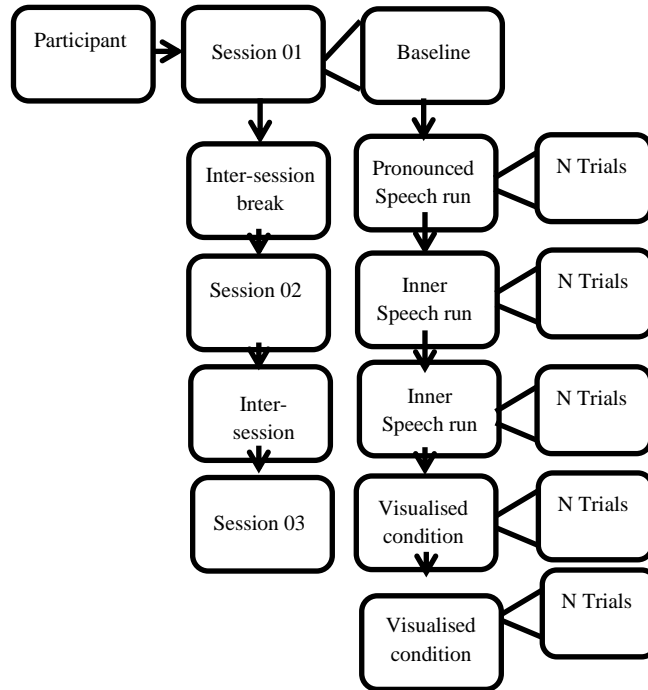 Participant
Session 01
Baseline
Inter-session
break
Pronounced
Speech run
N Trials
Session 02
Inner
Speech run
N Trials
Inter-
session
Inner
Speech run
N Trials
Session 03
Visualised
condition
N Trials
Visualised
condition
N Trials